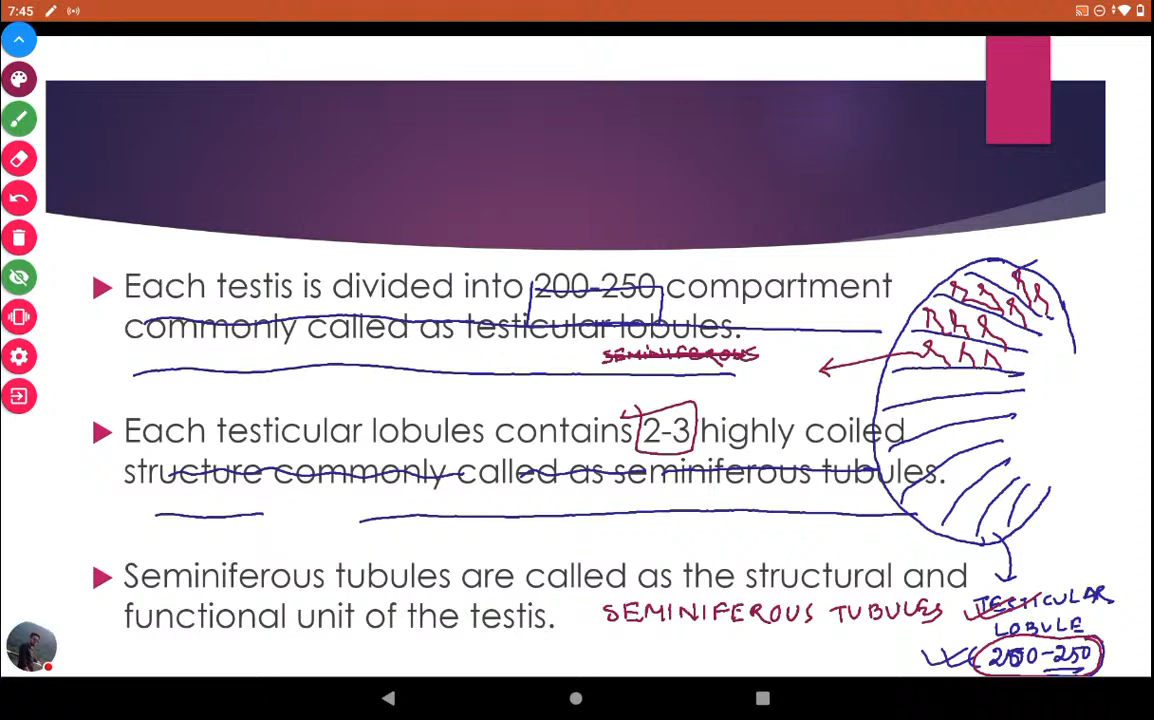 7:45
Each testis is divided into 200-250 compartment
commonly called as testicular lobules.
SEMINIFEROUS
Each testicular lobules contains 2-3 highly coiled
structure commonly called as seminiferous tubules.
Seminiferous tubules are called as the structural and
functional unit of the testis.
SEMINIFEROUS TUBULES
TESTICULAR
LOBULE
200-250